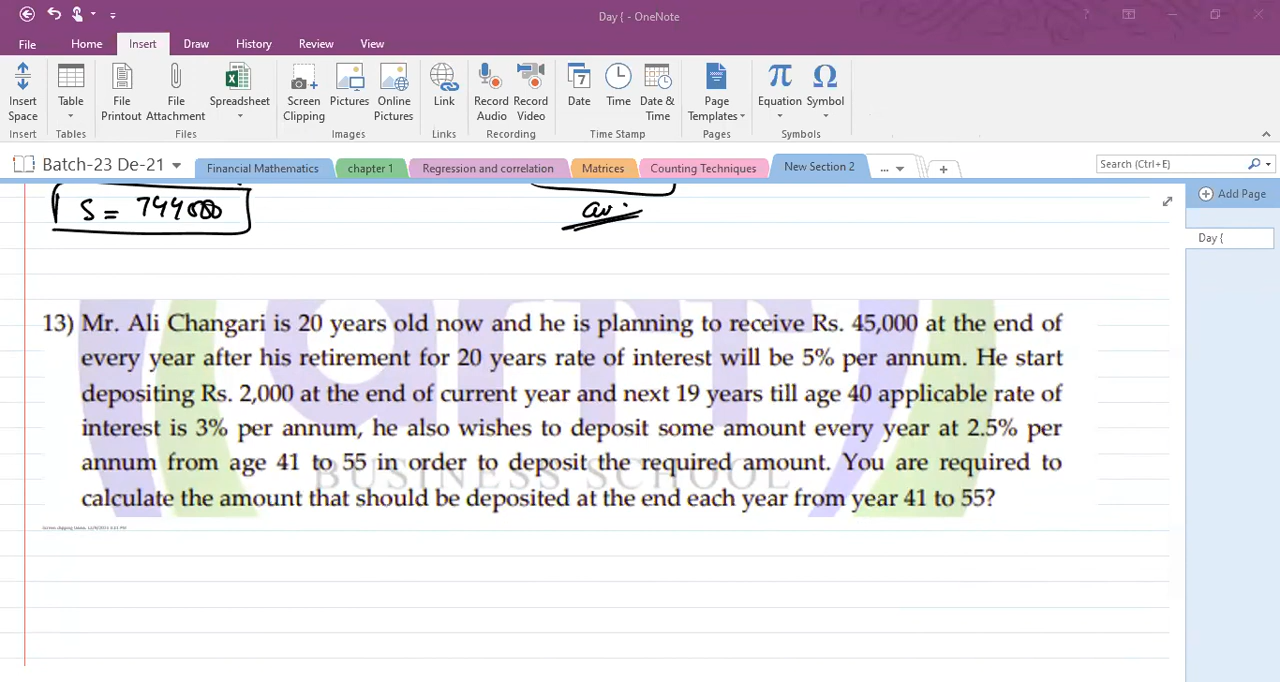 Day { - OneNote
File Home Insert Draw History Review View
Insert Space Table File Printout File Attachment Spreadsheet Screen Clipping Pictures Online Pictures Link Record Audio Record Video Date Time Date & Time Page Templates Equation Symbol
Insert Tables Files Images Links Recording Time Stamp Pages Symbols
Batch-23 De-21 Financial Mathematics chapter 1 Regression and correlation Matrices Counting Techniques New Section 2 ... Search (Ctrl+E)
Add Page
Day {
S =
13) Mr. Ali Changari is 20 years old now and he is planning to receive Rs. 45,000 at the end of
every year after his retirement for 20 years rate of interest will be 5% per annum. He start
depositing Rs. 2,000 at the end of current year and next 19 years till age 40 applicable rate of
interest is 3% per annum, he also wishes to deposit some amount every year at 2.5% per
annum from age 41 to 55 in order to deposit the required amount. You are required to
calculate the amount that should be deposited at the end each year from year 41 to 55?
BUSINESS SCHOOL